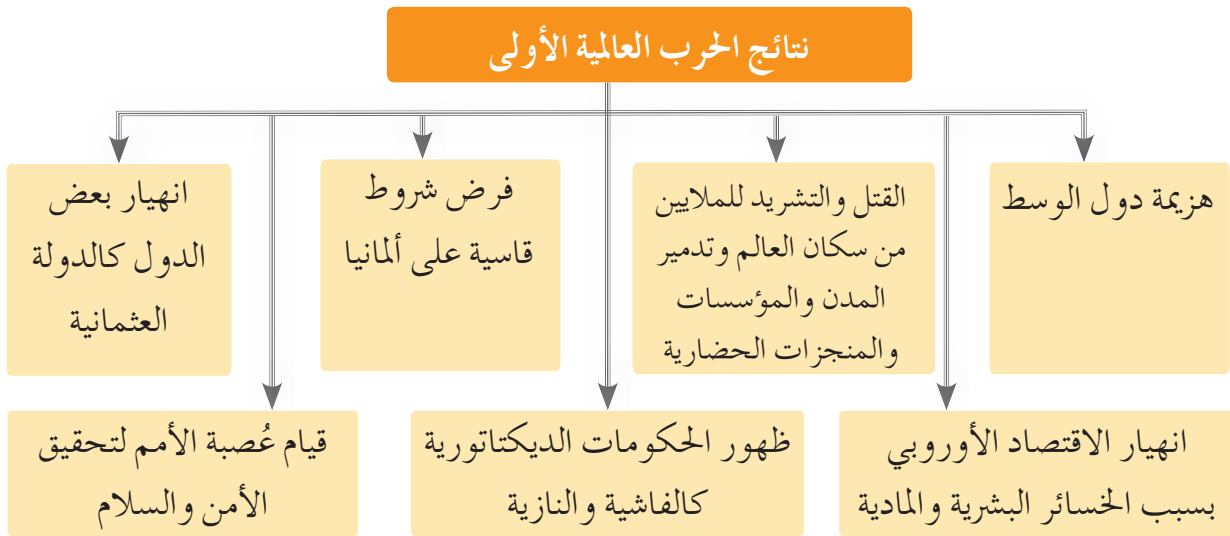 نتائج الحرب العالمية الأولى
هزيمة دول الوسط
القتل والتشريد للملايين
من سكان العالم وتدمير
المدن والمؤسسات
والمنجزات الحضارية
فرض شروط
قاسية على ألمانيا
انهيار بعض
الدول كالدولة
العثمانية
انهيار الاقتصاد الأوروبي
بسبب الخسائر البشرية والمادية
ظهور الحكومات الديكتاتورية
كالفاشية والنازية
قيام عُصبة الأمم لتحقيق
الأمن والسلام